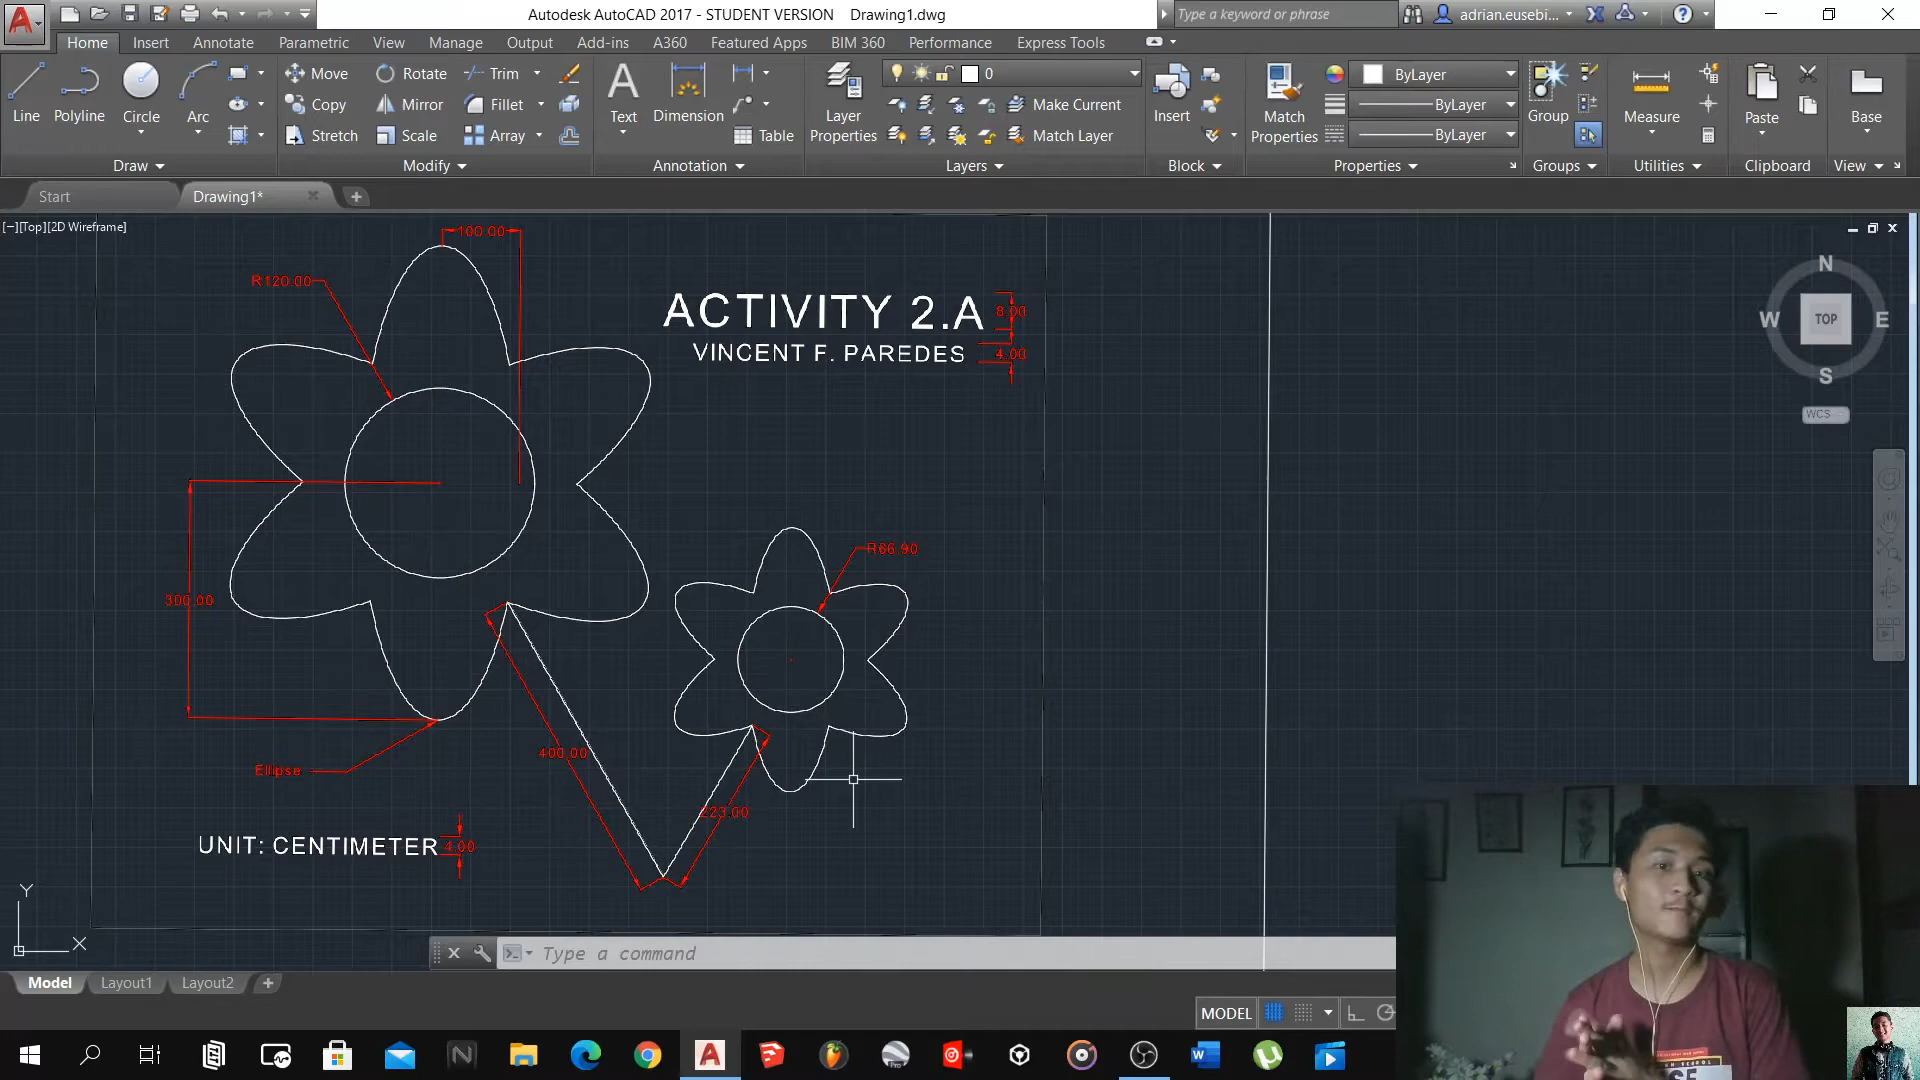 Autodesk AutoCAD 2017 - STUDENT VERSION Drawing1.dwg
Type a keyword or phrase
adrian.eusebi...
Home Insert Annotate Parametric View Manage Output Add-ins A360 Featured Apps BIM 360 Performance Express Tools
Line
Polyline
Circle
Arc
Draw
Move
Rotate
Trim
Copy
Mirror
Fillet
Stretch
Scale
Array
Modify
Text
Dimension
Table
Annotation
Layer
Properties
0
Make Current
Match Layer
Layers
Insert
Block
Match
Properties
ByLayer
ByLayer
ByLayer
Properties
Group
Groups
Measure
Utilities
Paste
Clipboard
Base
View
Start
Drawing1*
[−][Top][2D Wireframe]
100.00
R120.00
ACTIVITY 2.A
8.00
VINCENT F. PAREDES
4.00
N
W
TOP
E
S
WCS
R66.90
300.00
400.00
Ellipse
223.00
UNIT: CENTIMETER
4.00
Y
X
Type a command
Model
Layout1
Layout2
MODEL